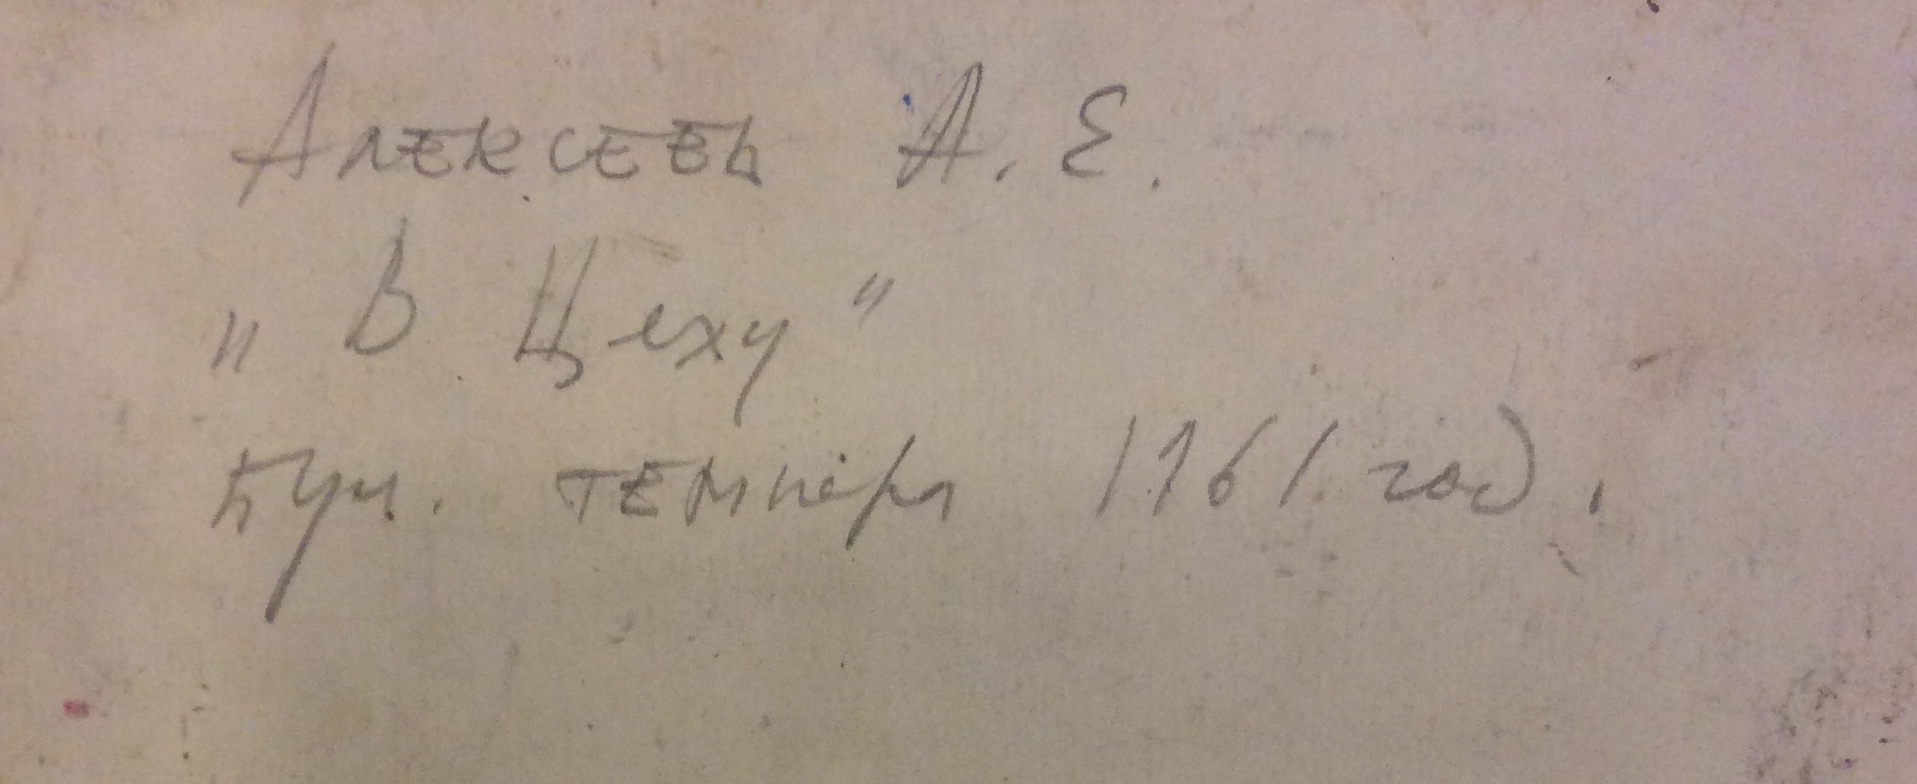 Алексеев А. Е.
„В Цеху"
Бум. темпера 1961 год.